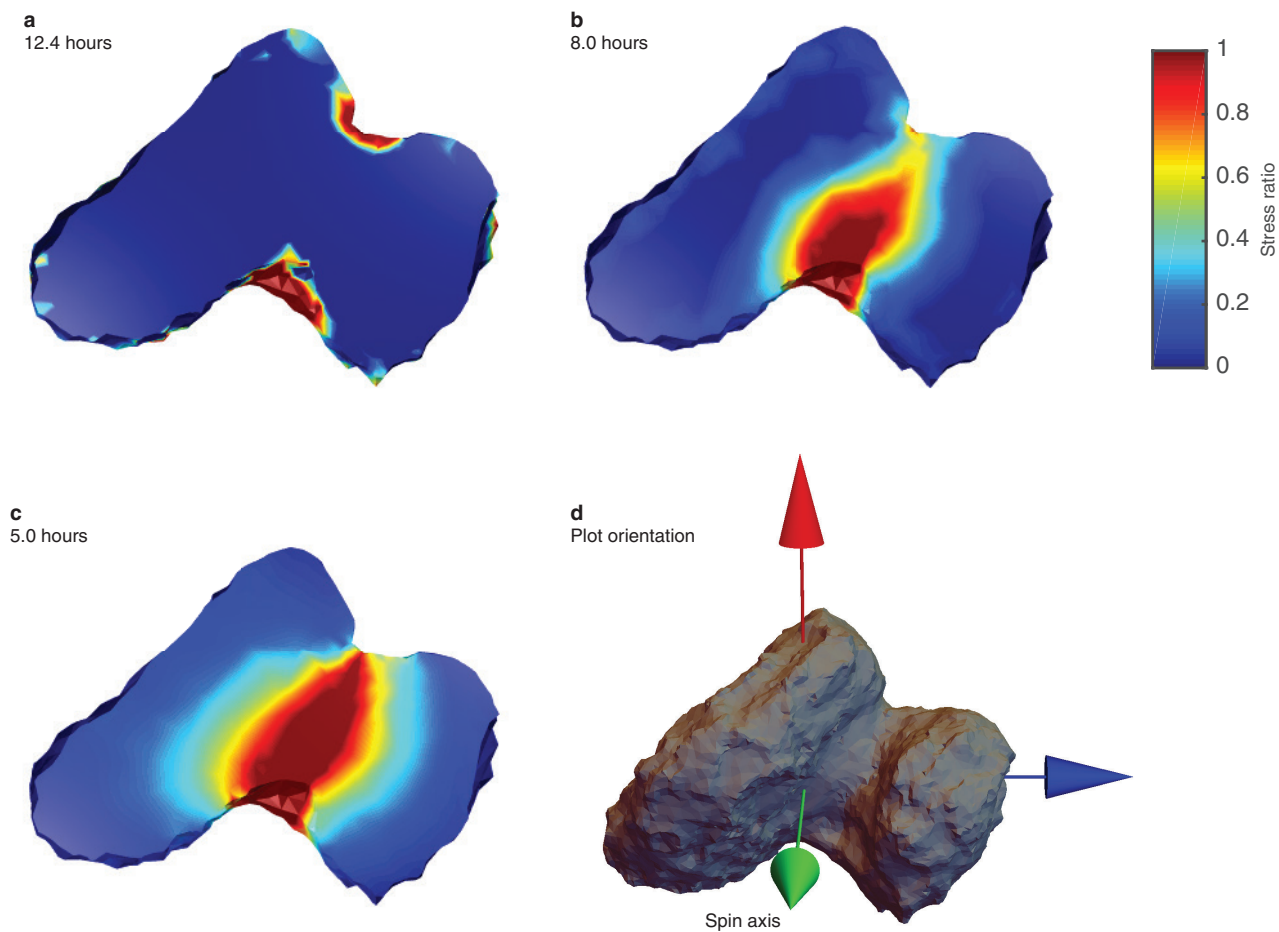 a
12.4 hours
b
8.0 hours
1
0.8
0.6
0.4
0.2
0
Stress ratio
c
5.0 hours
d
Plot orientation
Spin axis